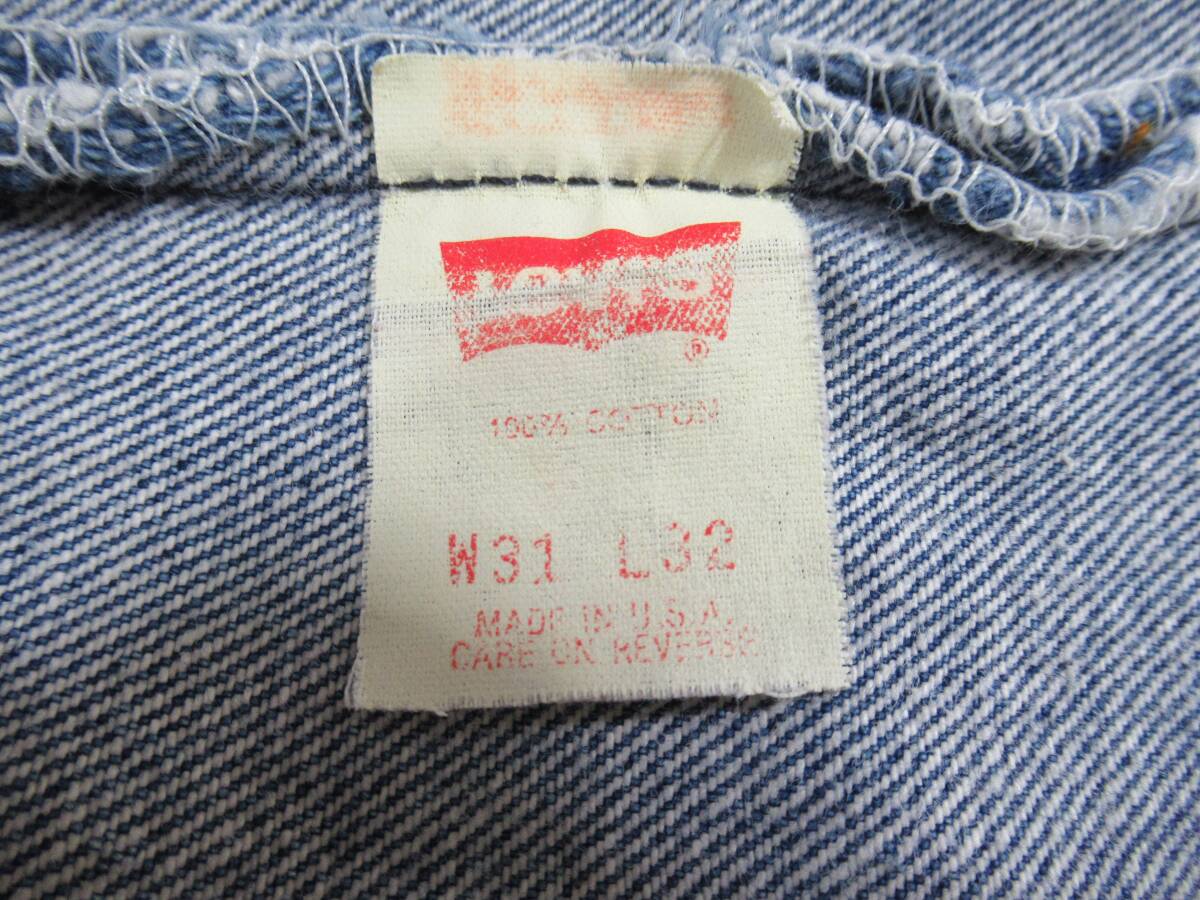 LEVI'S
®
100% COTTON
W31 L32
MADE IN U.S.A.
CARE ON REVERSE